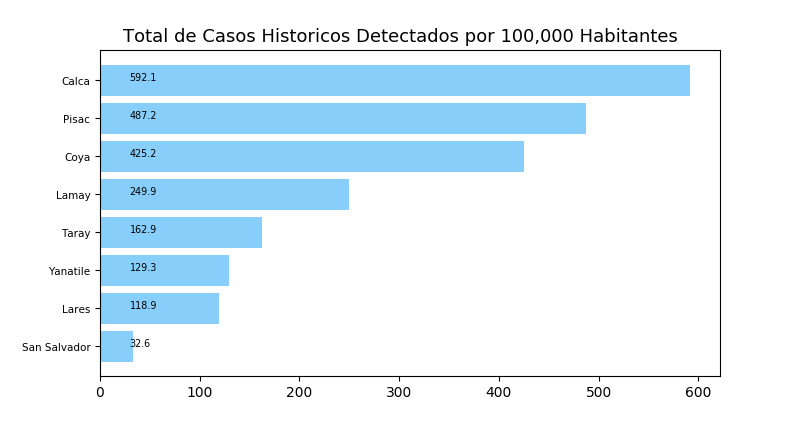 Total de Casos Historicos Detectados por 100,000 Habitantes
Calca 592.1
Pisac 487.2
Coya 425.2
Lamay 249.9
Taray 162.9
Yanatile 129.3
Lares 118.9
San Salvador 32.6
0 100 200 300 400 500 600